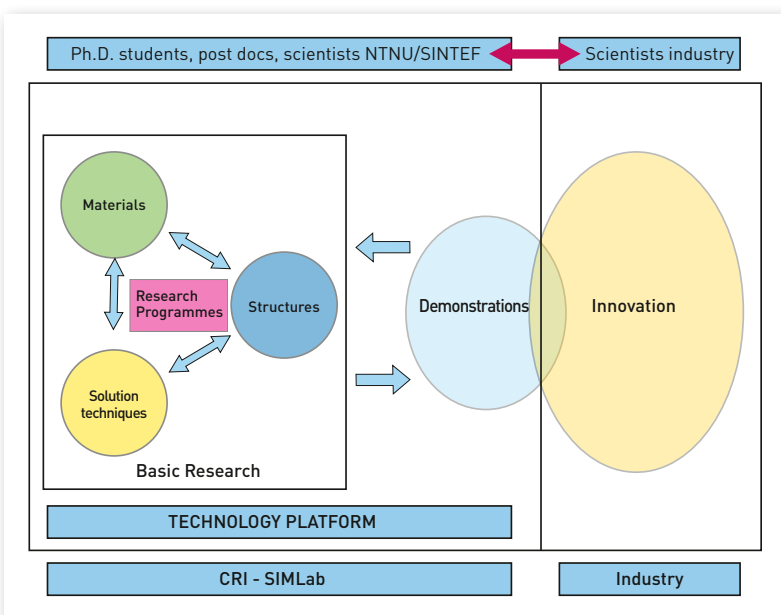 Ph.D. students, post docs, scientists NTNU/SINTEF
Scientists industry
Materials
Research
Programmes
Structures
Solution
techniques
Basic Research
Demonstrations
Innovation
TECHNOLOGY PLATFORM
CRI - SIMLab
Industry